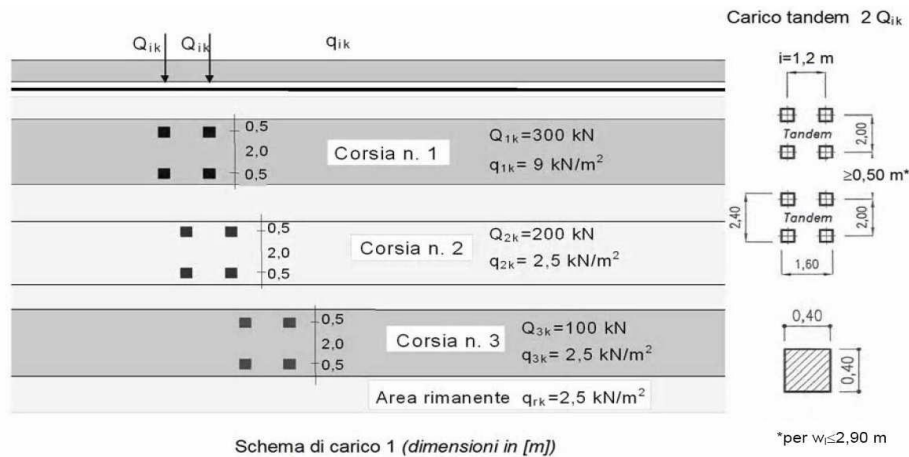 Carico tandem 2 Qik
Qik Qik qik
i=1,2 m
0,5
2,0
0,5
Corsia n. 1
Q1k=300 kN
q1k= 9 kN/m²
Tandem
2,00
≥0,50 m*
0,5
2,0
0,5
Corsia n. 2
Q2k=200 kN
q2k= 2,5 kN/m²
2,40
Tandem
2,00
1,60
0,5
2,0
0,5
Corsia n. 3
Q3k=100 kN
q3k= 2,5 kN/m²
0,40
0,40
Area rimanente qrk=2,5 kN/m²
Schema di carico 1 (dimensioni in [m])
*per wl≤2,90 m